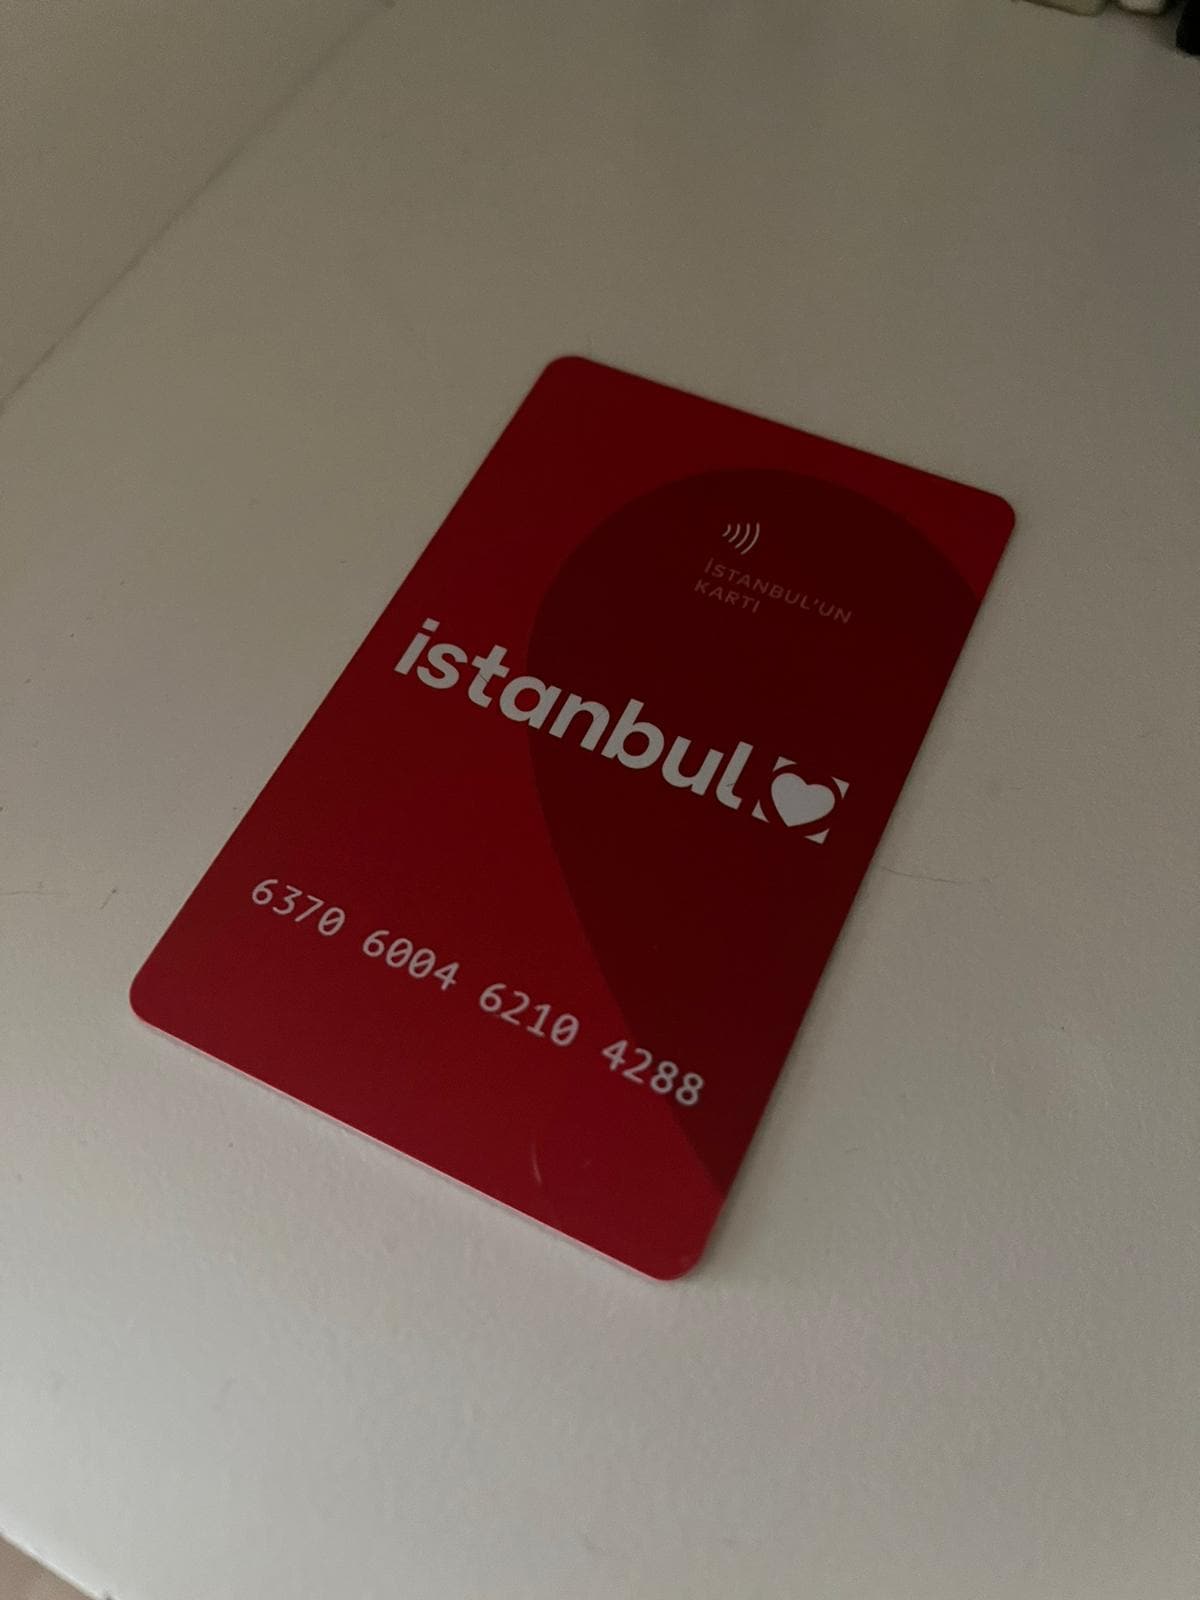 İSTANBUL'UN
KARTI
istanbul
6370 6004 6210 4288